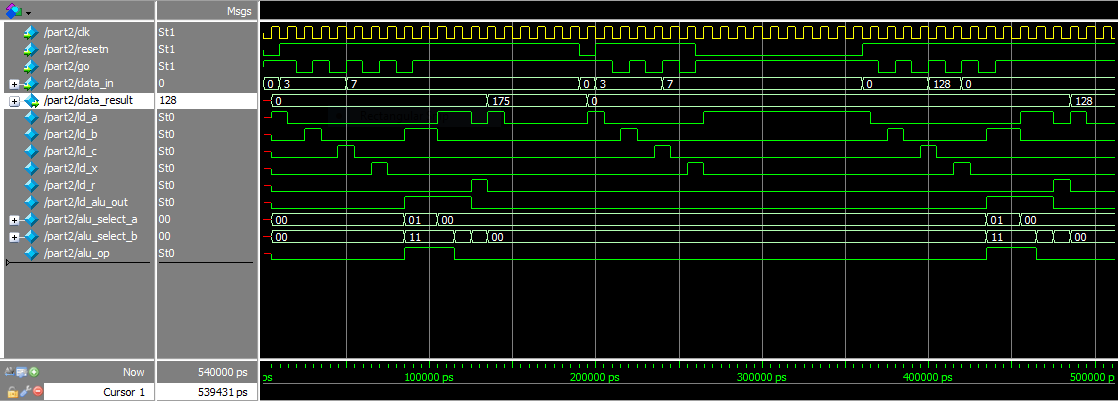 Msgs
/part2/clk St1
/part2/resetn St1
/part2/go St1
/part2/data_in 0 0 3 7 0 3 7 0 128 0
/part2/data_result 128 0 175 0 128
/part2/ld_a St0
/part2/ld_b St0
/part2/ld_c St0
/part2/ld_x St0
/part2/ld_r St0
/part2/ld_alu_out St0
/part2/alu_select_a 00 00 01 00 01 00
/part2/alu_select_b 00 00 11 00 11 00
/part2/alu_op St0
Now 540000 ps ps 100000 ps 200000 ps 300000 ps 400000 ps 500000 ps
Cursor 1 539431 ps